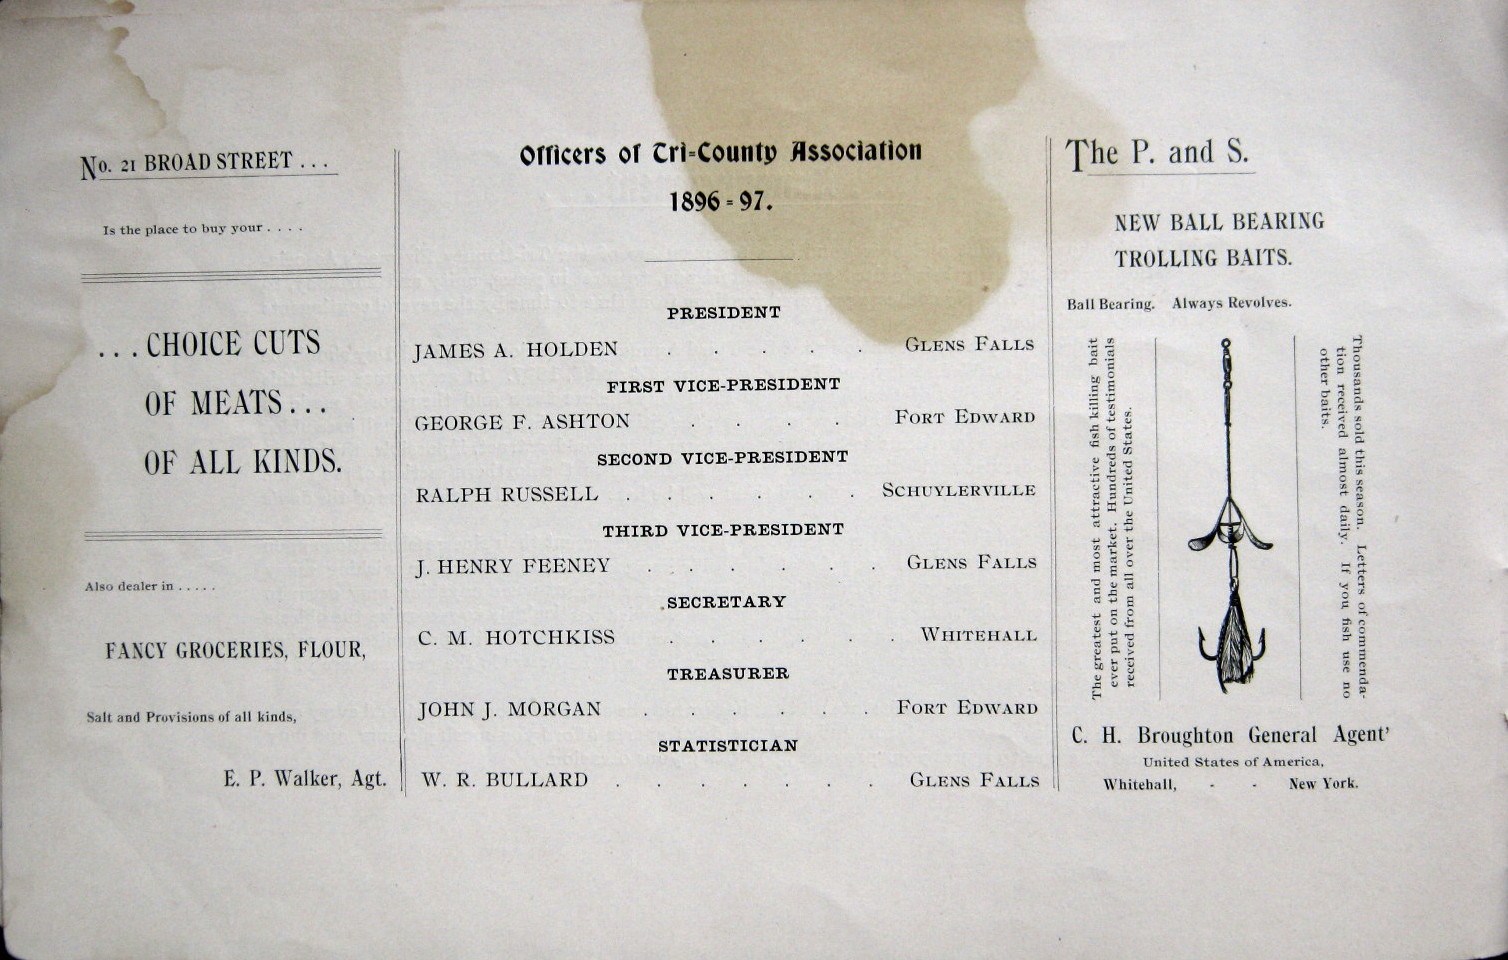 No. 21 BROAD STREET . . .
Is the place to buy your . . . .
. . . CHOICE CUTS
OF MEATS . . .
OF ALL KINDS.
Also dealer in . . . . .
FANCY GROCERIES, FLOUR,
Salt and Provisions of all kinds,
E. P. Walker, Agt.
Officers of Tri-County Association
1896-97.
PRESIDENT
JAMES A. HOLDEN . . . . . GLENS FALLS
FIRST VICE-PRESIDENT
GEORGE F. ASHTON . . . . FORT EDWARD
SECOND VICE-PRESIDENT
RALPH RUSSELL . . . . . . SCHUYLERVILLE
THIRD VICE-PRESIDENT
J. HENRY FEENEY . . . . . . GLENS FALLS
SECRETARY
C. M. HOTCHKISS . . . . . . WHITEHALL
TREASURER
JOHN J. MORGAN . . . . . . FORT EDWARD
STATISTICIAN
W. R. BULLARD . . . . . . . GLENS FALLS
The P. and S.
NEW BALL BEARING
TROLLING BAITS.
Ball Bearing. Always Revolves.
The greatest and most attractive fish killing bait
ever put on the market. Hundreds of testimonials
received from all over the United States.
Thousands sold this season. Letters of commenda-
tion received almost daily. If you fish use no
other baits.
C. H. Broughton General Agent'
United States of America,
Whitehall, - - New York.